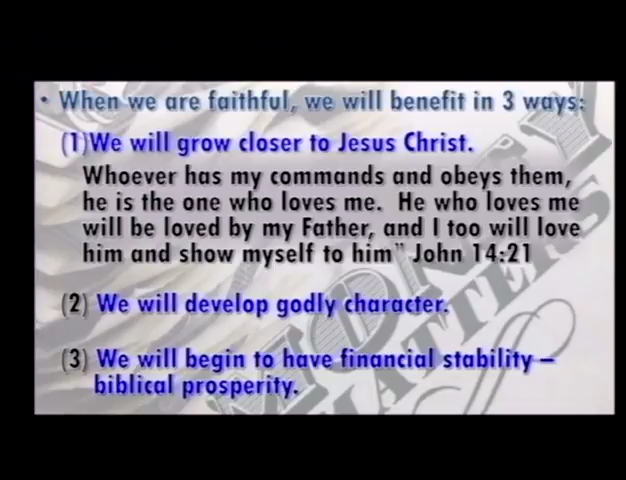 • When we are faithful, we will benefit in 3 ways:
(1)We will grow closer to Jesus Christ.
Whoever has my commands and obeys them,
he is the one who loves me. He who loves me
will be loved by my Father, and I too will love
him and show myself to him" John 14:21
(2) We will develop godly character.
(3) We will begin to have financial stability –
biblical prosperity.
MONEY
MATTERS